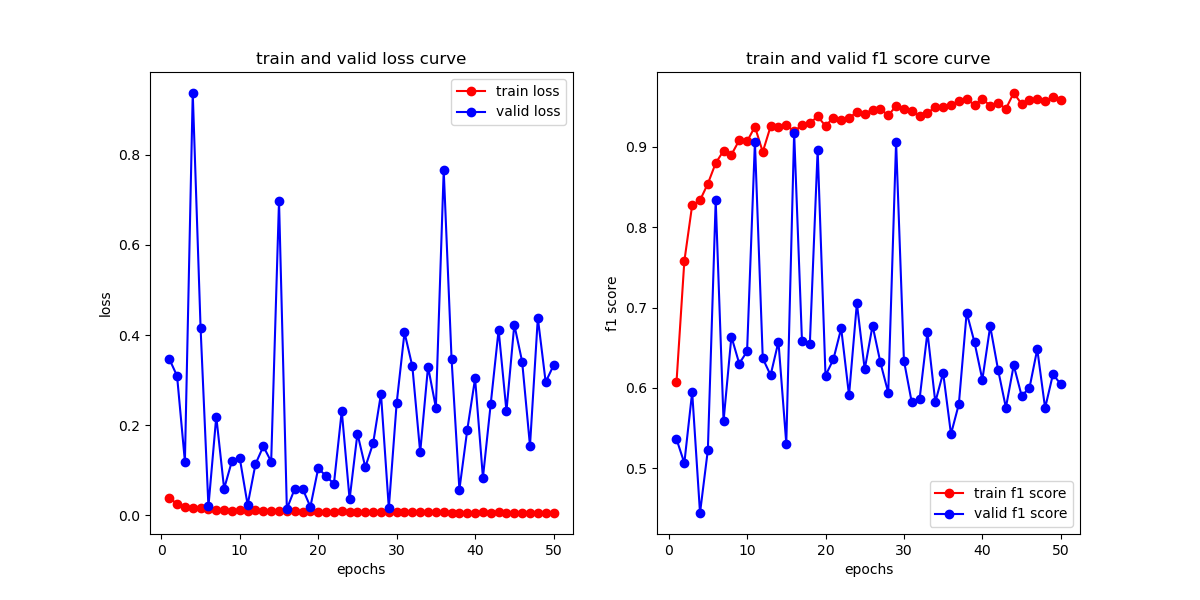 train and valid loss curve
train loss
valid loss
0.8
0.6
0.4
0.2
0.0
loss
0 10 20 30 40 50
epochs
train and valid f1 score curve
0.9
0.8
0.7
0.6
0.5
f1 score
train f1 score
valid f1 score
0 10 20 30 40 50
epochs